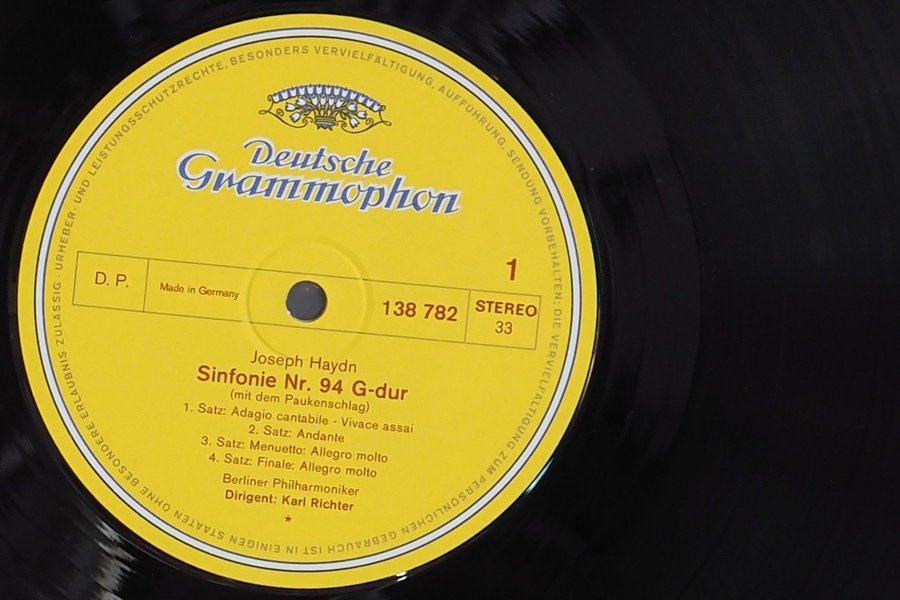 URHEBER- UND LEISTUNGSSCHUTZRECHTE, BESONDERS VERVIELFÄLTIGUNG, AUFFÜHRUNG, SENDUNG VORBEHALTEN; DIE VERVIELFÄLTIGUNG ZUM PERSÖNLICHEN GEBRAUCH IST IN EINIGEN STAATEN OHNE BESONDERE ERLAUBNIS ZULÄSSIG ·
Deutsche
Grammophon
1
D. P.
Made in Germany
138 782
STEREO
33
Joseph Haydn
Sinfonie Nr. 94 G-dur
(mit dem Paukenschlag)
1. Satz: Adagio cantabile - Vivace assai
2. Satz: Andante
3. Satz: Menuetto: Allegro molto
4. Satz: Finale: Allegro molto
Berliner Philharmoniker
Dirigent: Karl Richter
*